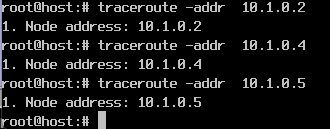 root@host:# traceroute -addr  10.1.0.2
1. Node address: 10.1.0.2
root@host:# traceroute -addr  10.1.0.4
1. Node address: 10.1.0.4
root@host:# traceroute -addr  10.1.0.5
1. Node address: 10.1.0.5
root@host:#